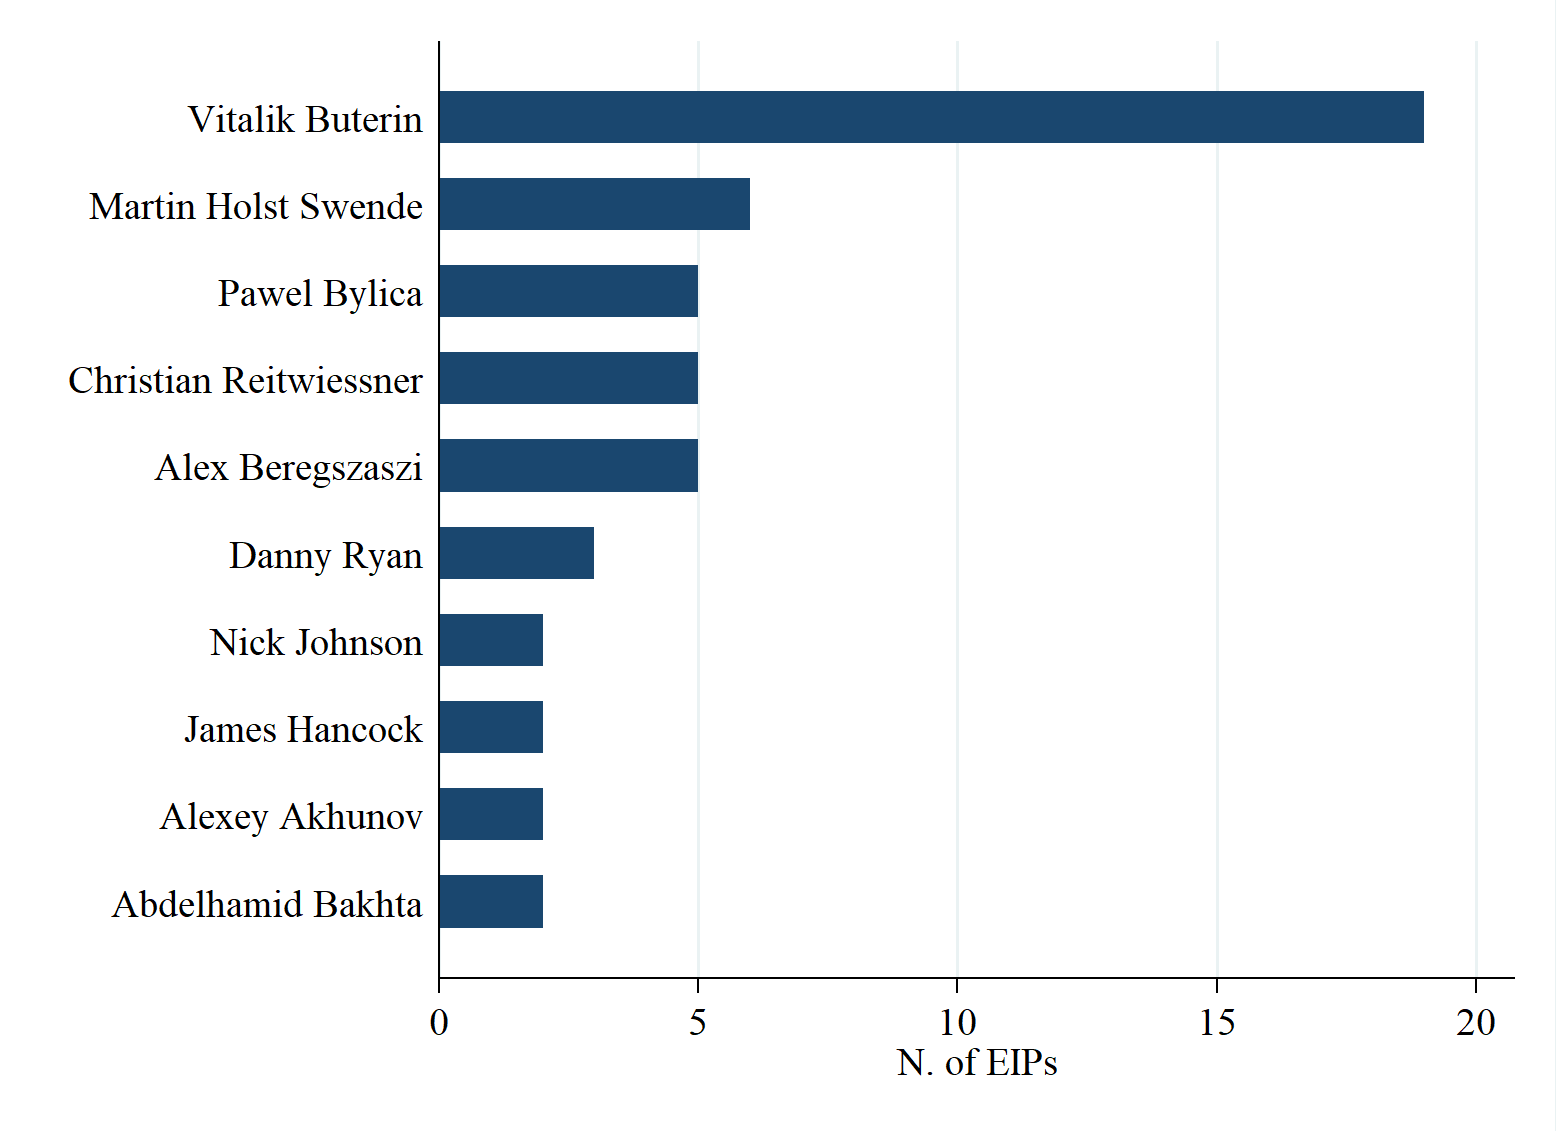 Vitalik Buterin
Martin Holst Swende
Pawel Bylica
Christian Reitwiessner
Alex Beregszaszi
Danny Ryan
Nick Johnson
James Hancock
Alexey Akhunov
Abdelhamid Bakhta
0 5 10 15 20
N. of EIPs